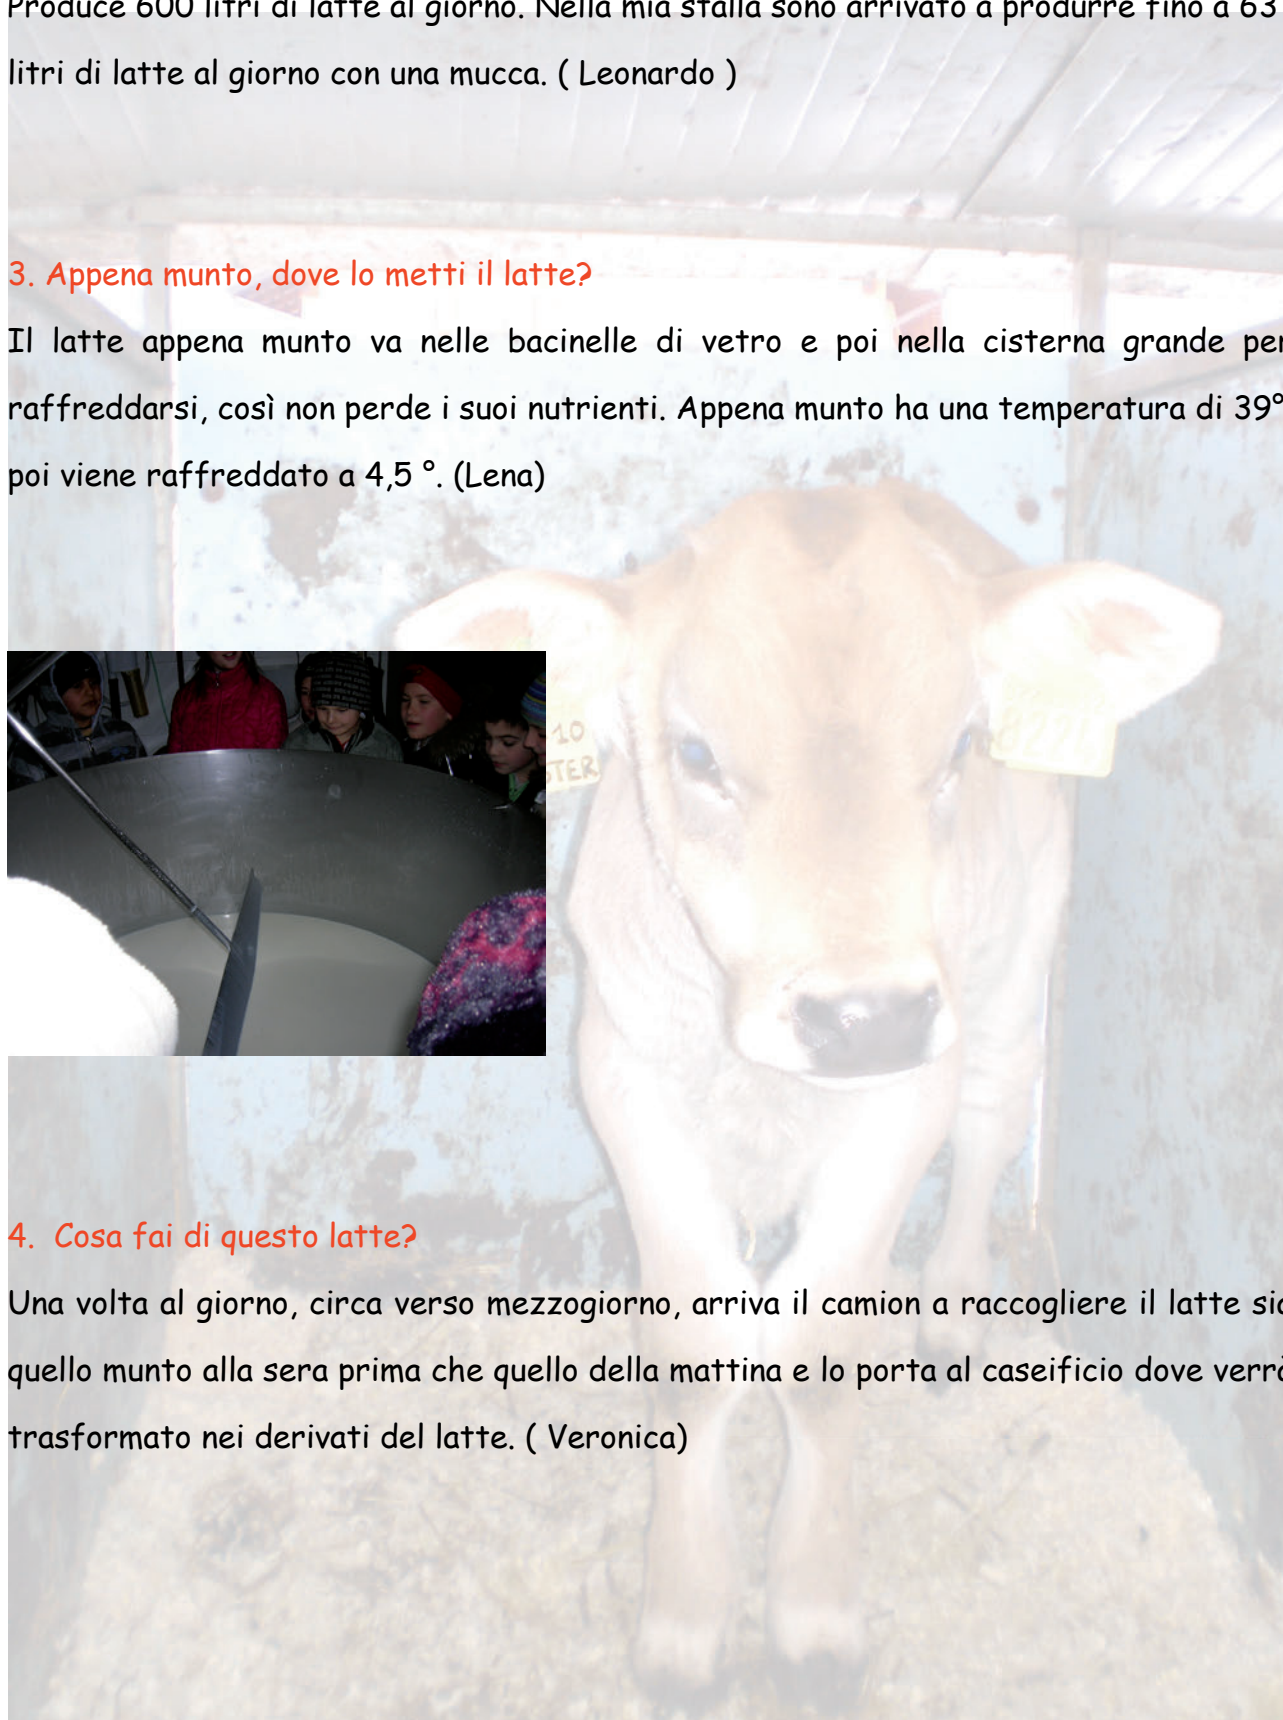 Produce 600 litri di latte al giorno. Nella mia stalla sono arrivato a produrre fino a 63
litri di latte al giorno con una mucca. ( Leonardo )
3. Appena munto, dove lo metti il latte?
Il latte appena munto va nelle bacinelle di vetro e poi nella cisterna grande per
raffreddarsi, così non perde i suoi nutrienti. Appena munto ha una temperatura di 39°
poi viene raffreddato a 4,5 °. (Lena)
10
STER
4. Cosa fai di questo latte?
Una volta al giorno, circa verso mezzogiorno, arriva il camion a raccogliere il latte sia
quello munto alla sera prima che quello della mattina e lo porta al caseificio dove verrà
trasformato nei derivati del latte. ( Veronica)